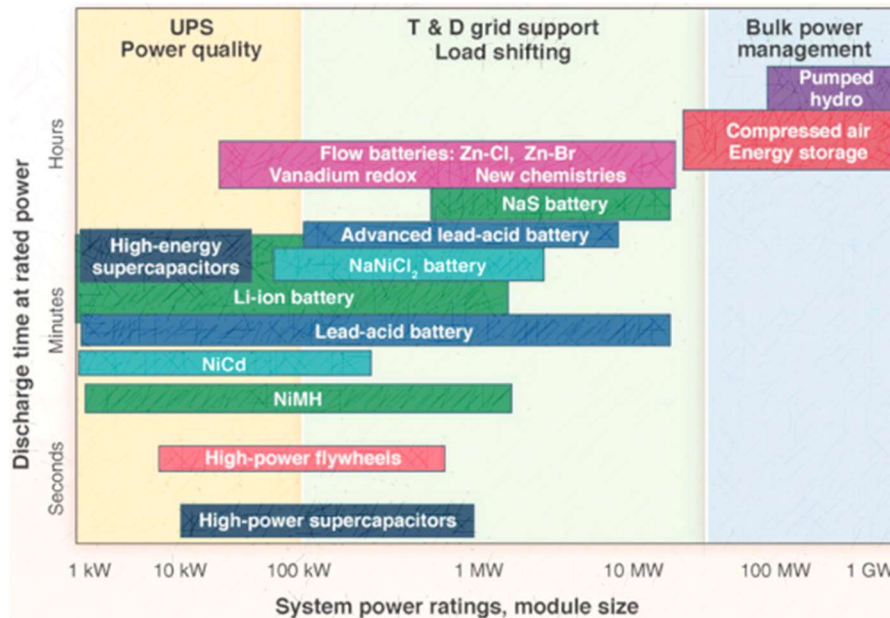 UPS
Power quality
T & D grid support
Load shifting
Bulk power
management
Pumped
hydro
Compressed air
Energy storage
Flow batteries: Zn-Cl, Zn-Br
Vanadium redox New chemistries
NaS battery
Advanced lead-acid battery
High-energy
supercapacitors
NaNiCl₂ battery
Li-ion battery
Lead-acid battery
NiCd
NiMH
High-power flywheels
High-power supercapacitors
Discharge time at rated power
Hours
Minutes
Seconds
1 kW 10 kW 100 kW 1 MW 10 MW 100 MW 1 GW
System power ratings, module size